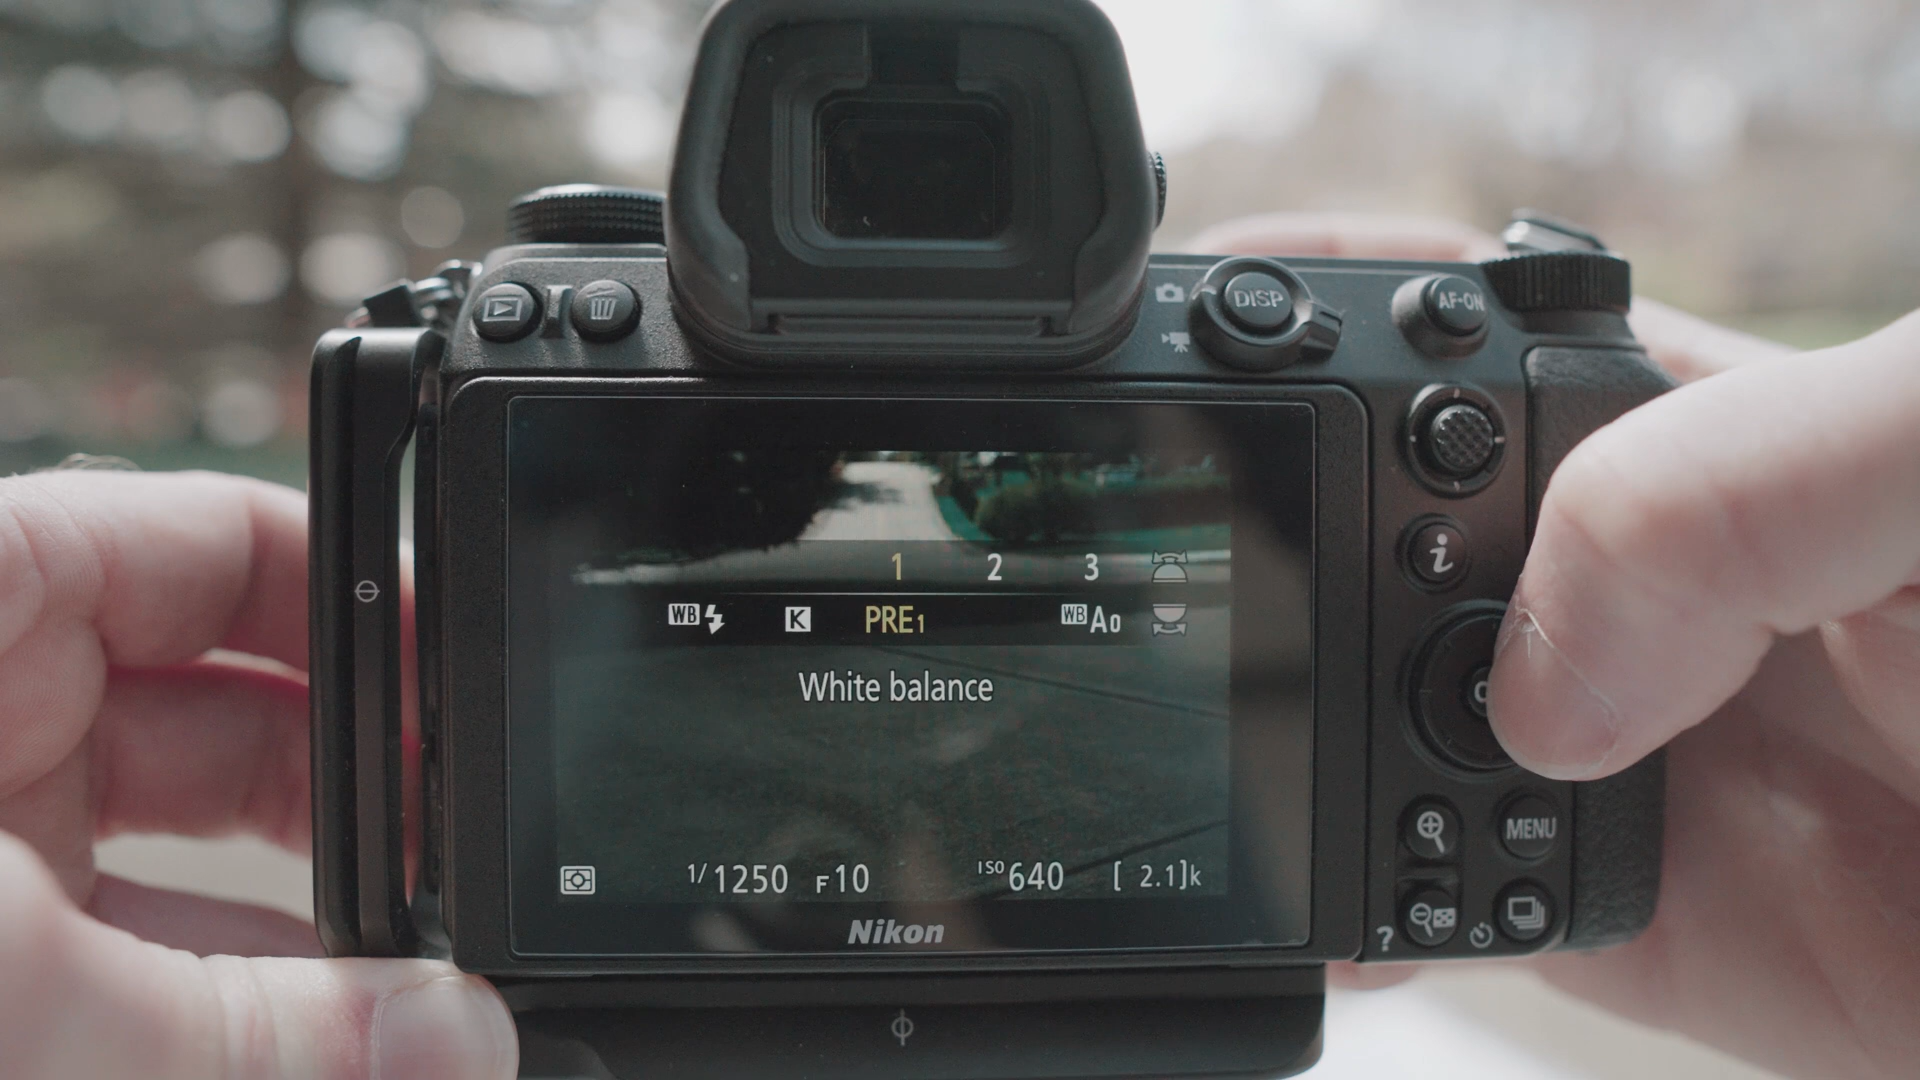 DISP
AF-ON
i
1 2 3
WB K PRE1 WB A0
White balance
1/1250 F10 ISO 640 [ 2.1]k
MENU
Nikon
?